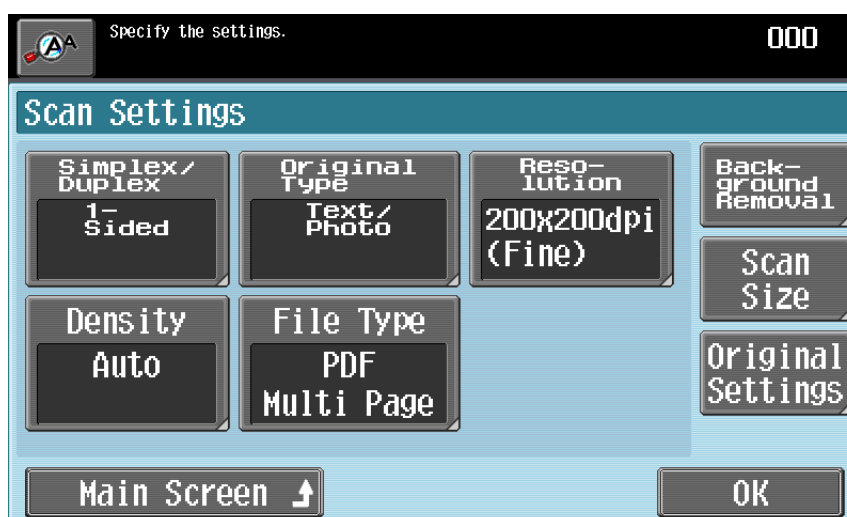 AA
Specify the settings.
000
Scan Settings
Simplex/
Duplex
1-
Sided
Original
Type
Text/
Photo
Reso-
lution
200x200dpi
(Fine)
Back-
ground
Removal
Scan
Size
Density
Auto
File Type
PDF
Multi Page
Original
Settings
Main Screen
OK